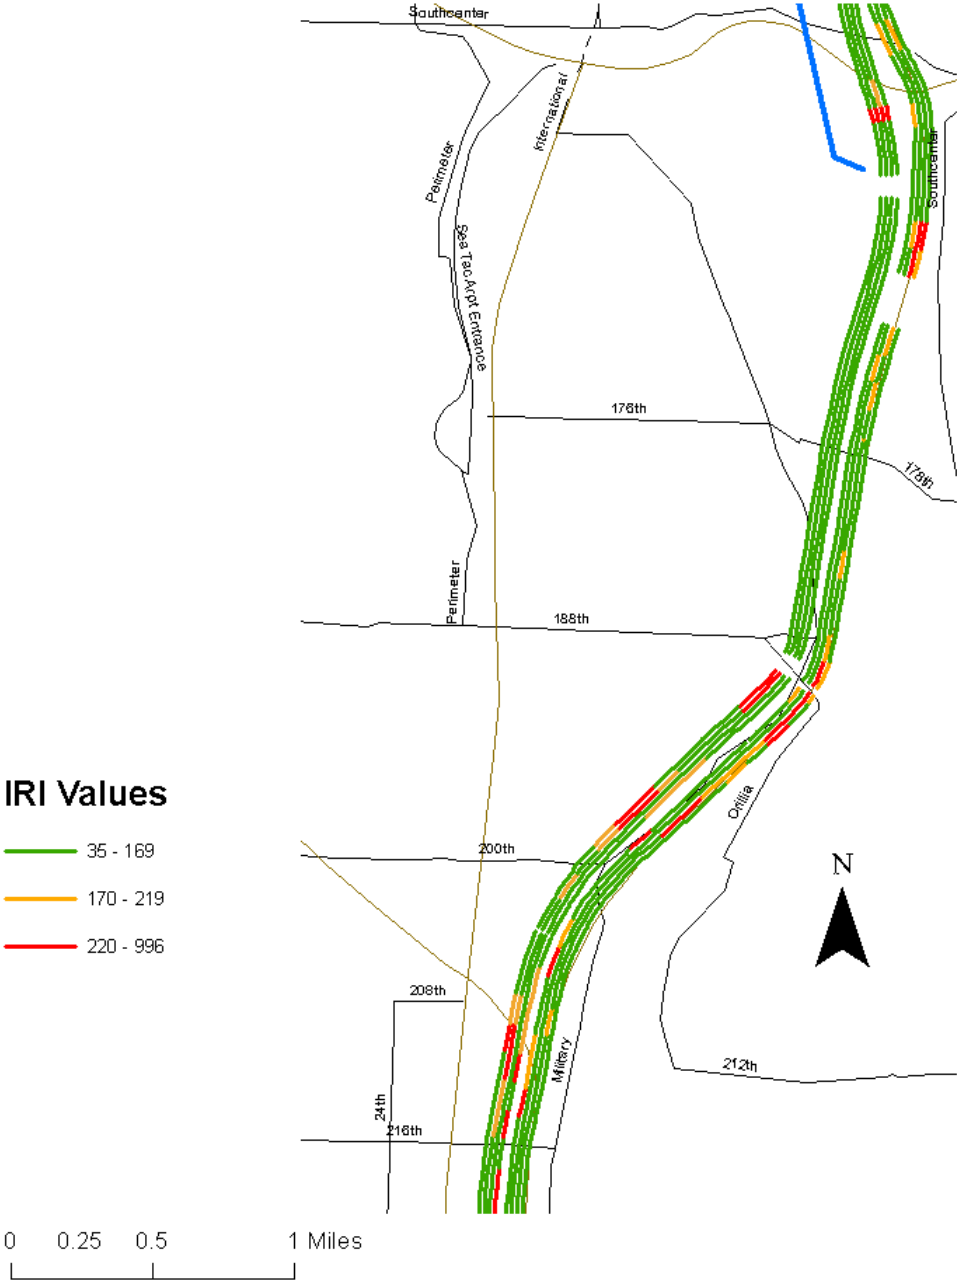 Southcenter
International
Perimeter
Southcenter
Sea Tac Arpt Entrance
176th
178th
Perimeter
188th
IRI Values
35 - 169
170 - 219
220 - 996
Orillia
200th
N
208th
Military
212th
24th
216th
0 0.25 0.5 1 Miles